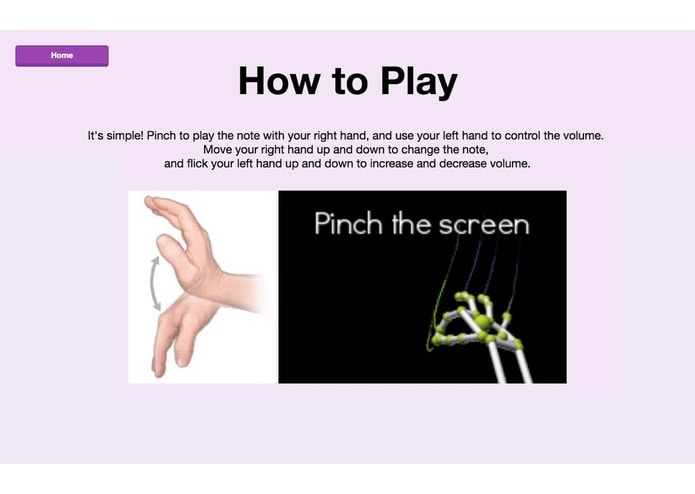 Home
How to Play
It's simple! Pinch to play the note with your right hand, and use your left hand to control the volume.
Move your right hand up and down to change the note,
and flick your left hand up and down to increase and decrease volume.
Pinch the screen